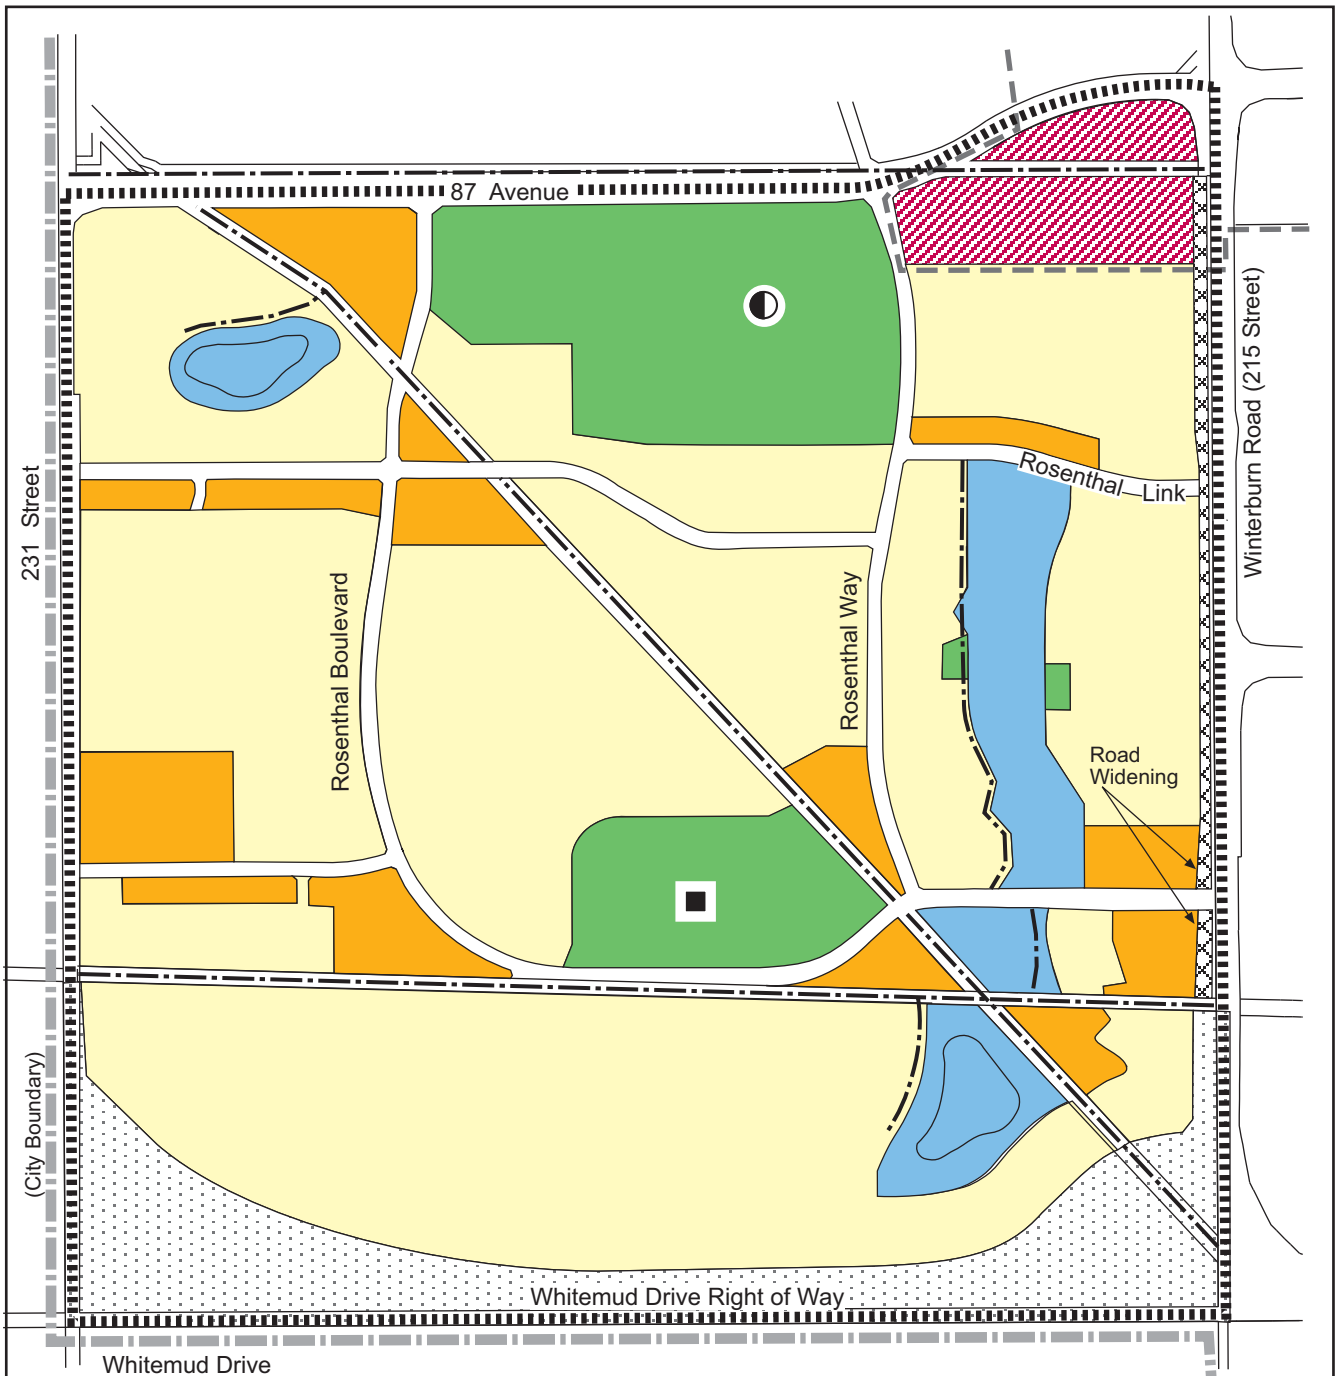 87 Avenue
Winterburn Road (215 Street)
Rosenthal Link
231 Street
Rosenthal Boulevard
Rosenthal Way
Road
Widening
(City Boundary)
Whitemud Drive Right of Way
Whitemud Drive